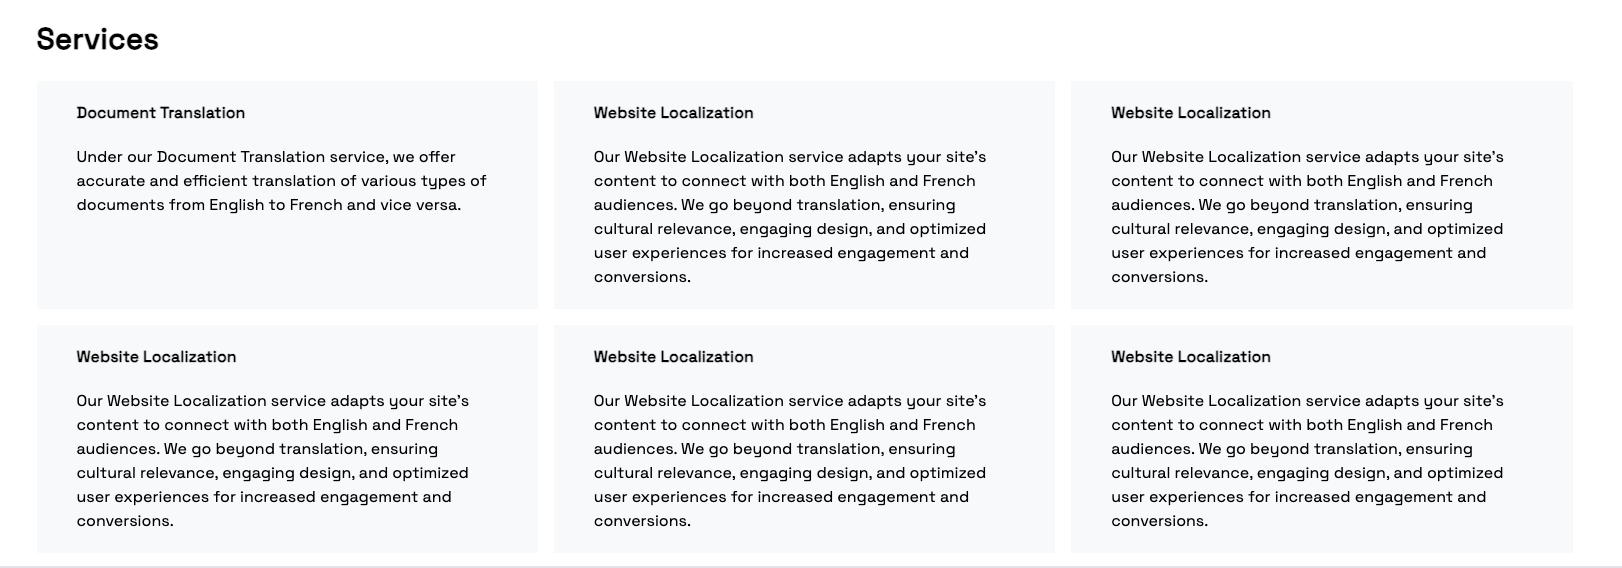 Services
Document Translation
Under our Document Translation service, we offer
accurate and efficient translation of various types of
documents from English to French and vice versa.
Website Localization
Our Website Localization service adapts your site's
content to connect with both English and French
audiences. We go beyond translation, ensuring
cultural relevance, engaging design, and optimized
user experiences for increased engagement and
conversions.
Website Localization
Our Website Localization service adapts your site's
content to connect with both English and French
audiences. We go beyond translation, ensuring
cultural relevance, engaging design, and optimized
user experiences for increased engagement and
conversions.
Website Localization
Our Website Localization service adapts your site's
content to connect with both English and French
audiences. We go beyond translation, ensuring
cultural relevance, engaging design, and optimized
user experiences for increased engagement and
conversions.
Website Localization
Our Website Localization service adapts your site's
content to connect with both English and French
audiences. We go beyond translation, ensuring
cultural relevance, engaging design, and optimized
user experiences for increased engagement and
conversions.
Website Localization
Our Website Localization service adapts your site's
content to connect with both English and French
audiences. We go beyond translation, ensuring
cultural relevance, engaging design, and optimized
user experiences for increased engagement and
conversions.